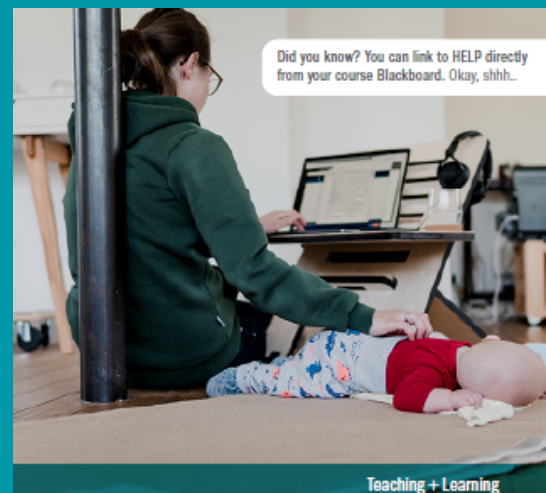 Did you know? You can link to HELP directly
from your course Blackboard. Okay, shhh...
Teaching + Learning